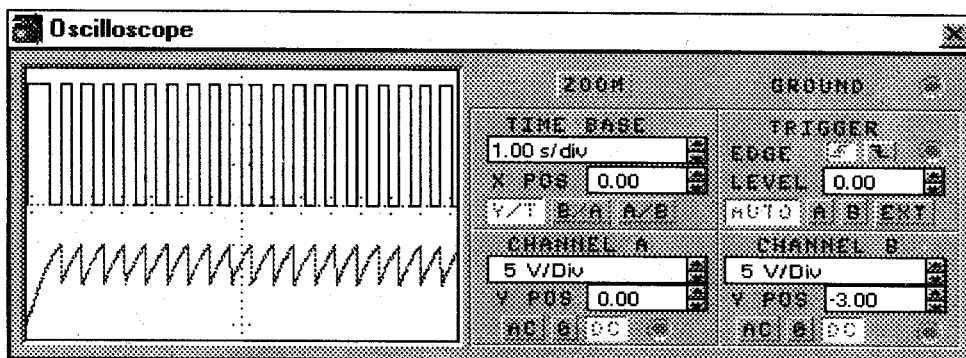 Oscilloscope
ZOOM GROUND
TIME BASE
1.00 s/div
X POS 0.00
Y/T B/A A/B
TRIGGER
EDGE
LEVEL 0.00
AUTO A B EXT
CHANNEL A
5 V/Div
Y POS 0.00
AC 0 DC
CHANNEL B
5 V/Div
Y POS -3.00
AC 0 DC